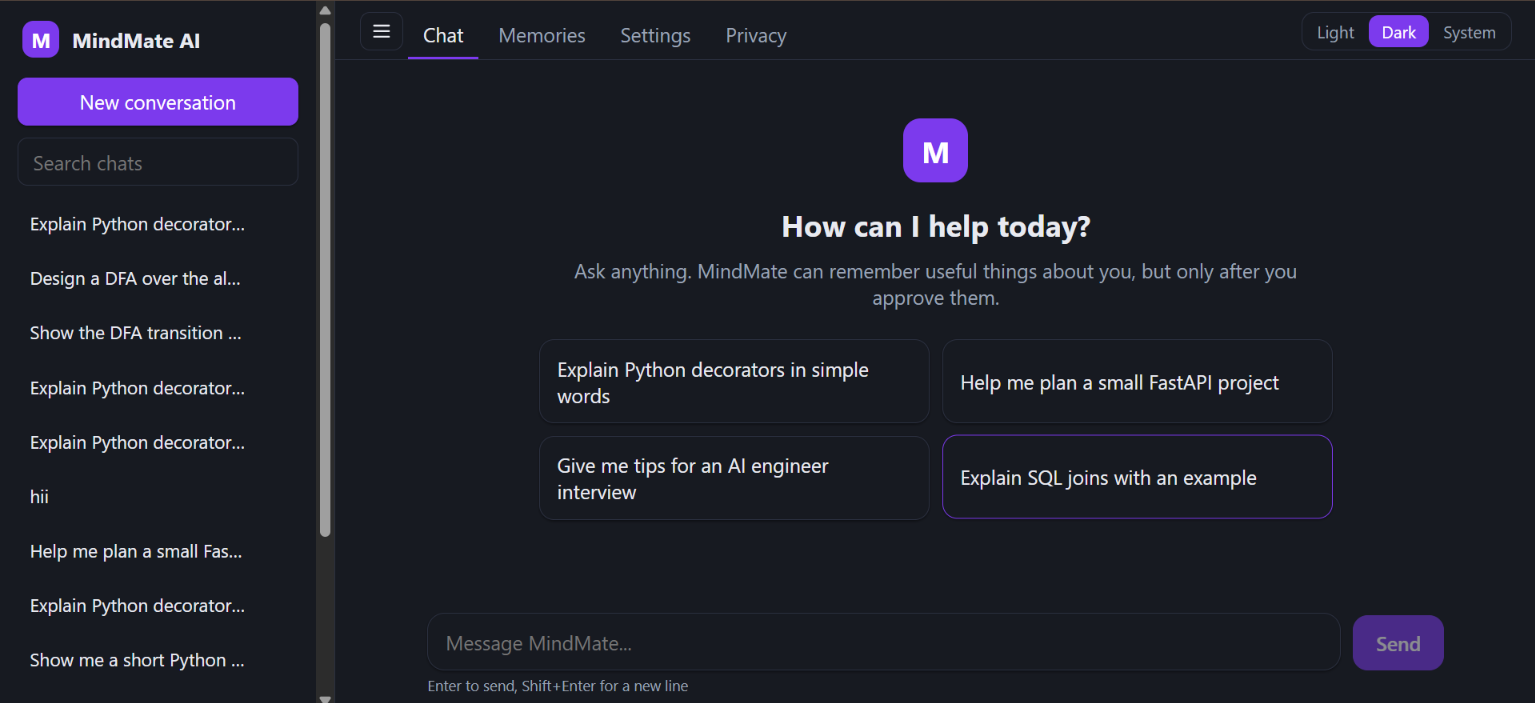 M
MindMate AI
New conversation
Search chats
Explain Python decorator...
Design a DFA over the al...
Show the DFA transition ...
Explain Python decorator...
Explain Python decorator...
hii
Help me plan a small Fas...
Explain Python decorator...
Show me a short Python ...
Chat
Memories
Settings
Privacy
Light
Dark
System
M
How can I help today?
Ask anything. MindMate can remember useful things about you, but only after you
approve them.
Explain Python decorators in simple
words
Help me plan a small FastAPI project
Give me tips for an AI engineer
interview
Explain SQL joins with an example
Message MindMate...
Send
Enter to send, Shift+Enter for a new line